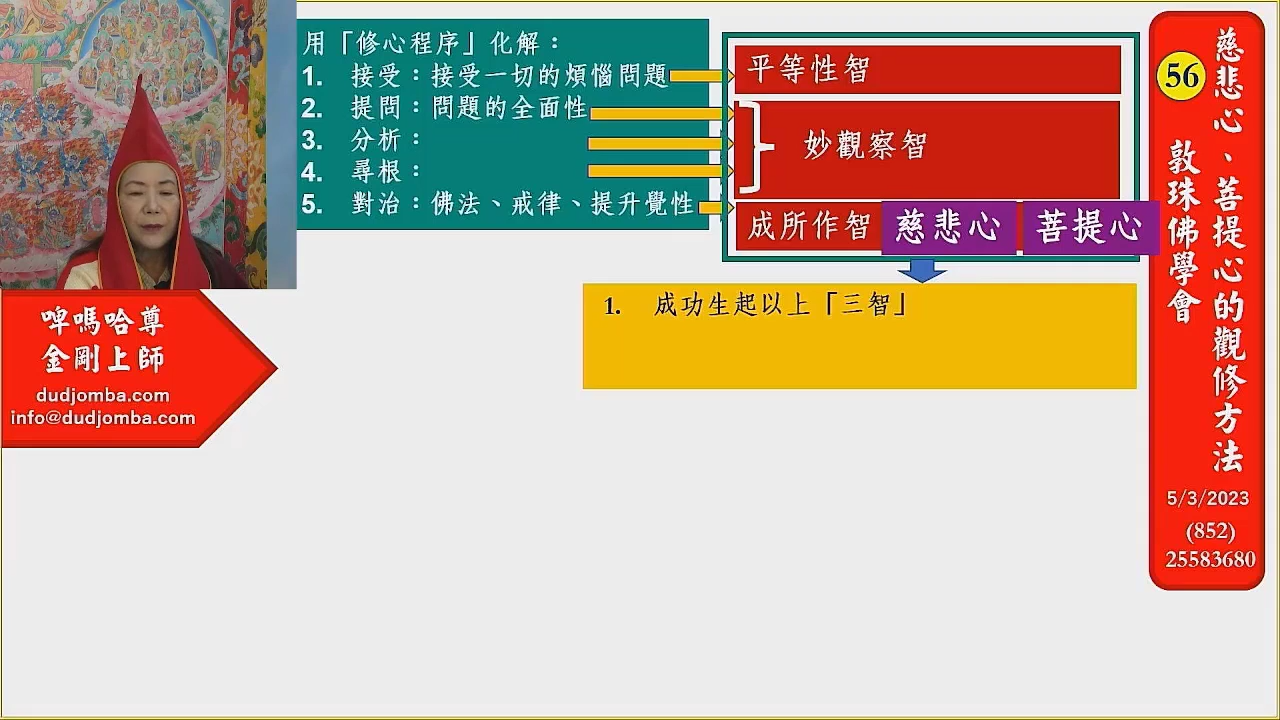 用「修心程序」化解：
1. 接受：接受一切的煩惱問題
2. 提問：問題的全面性
3. 分析：
4. 尋根：
5. 對治：佛法、戒律、提升覺性
平等性智
妙觀察智
成所作智 慈悲心 菩提心
1. 成功生起以上「三智」
啤嗎哈尊
金剛上師
dudjomba.com
info@dudjomba.com
56
慈悲心、菩提心的觀修方法
敦珠佛學會
5/3/2023
(852)
25583680